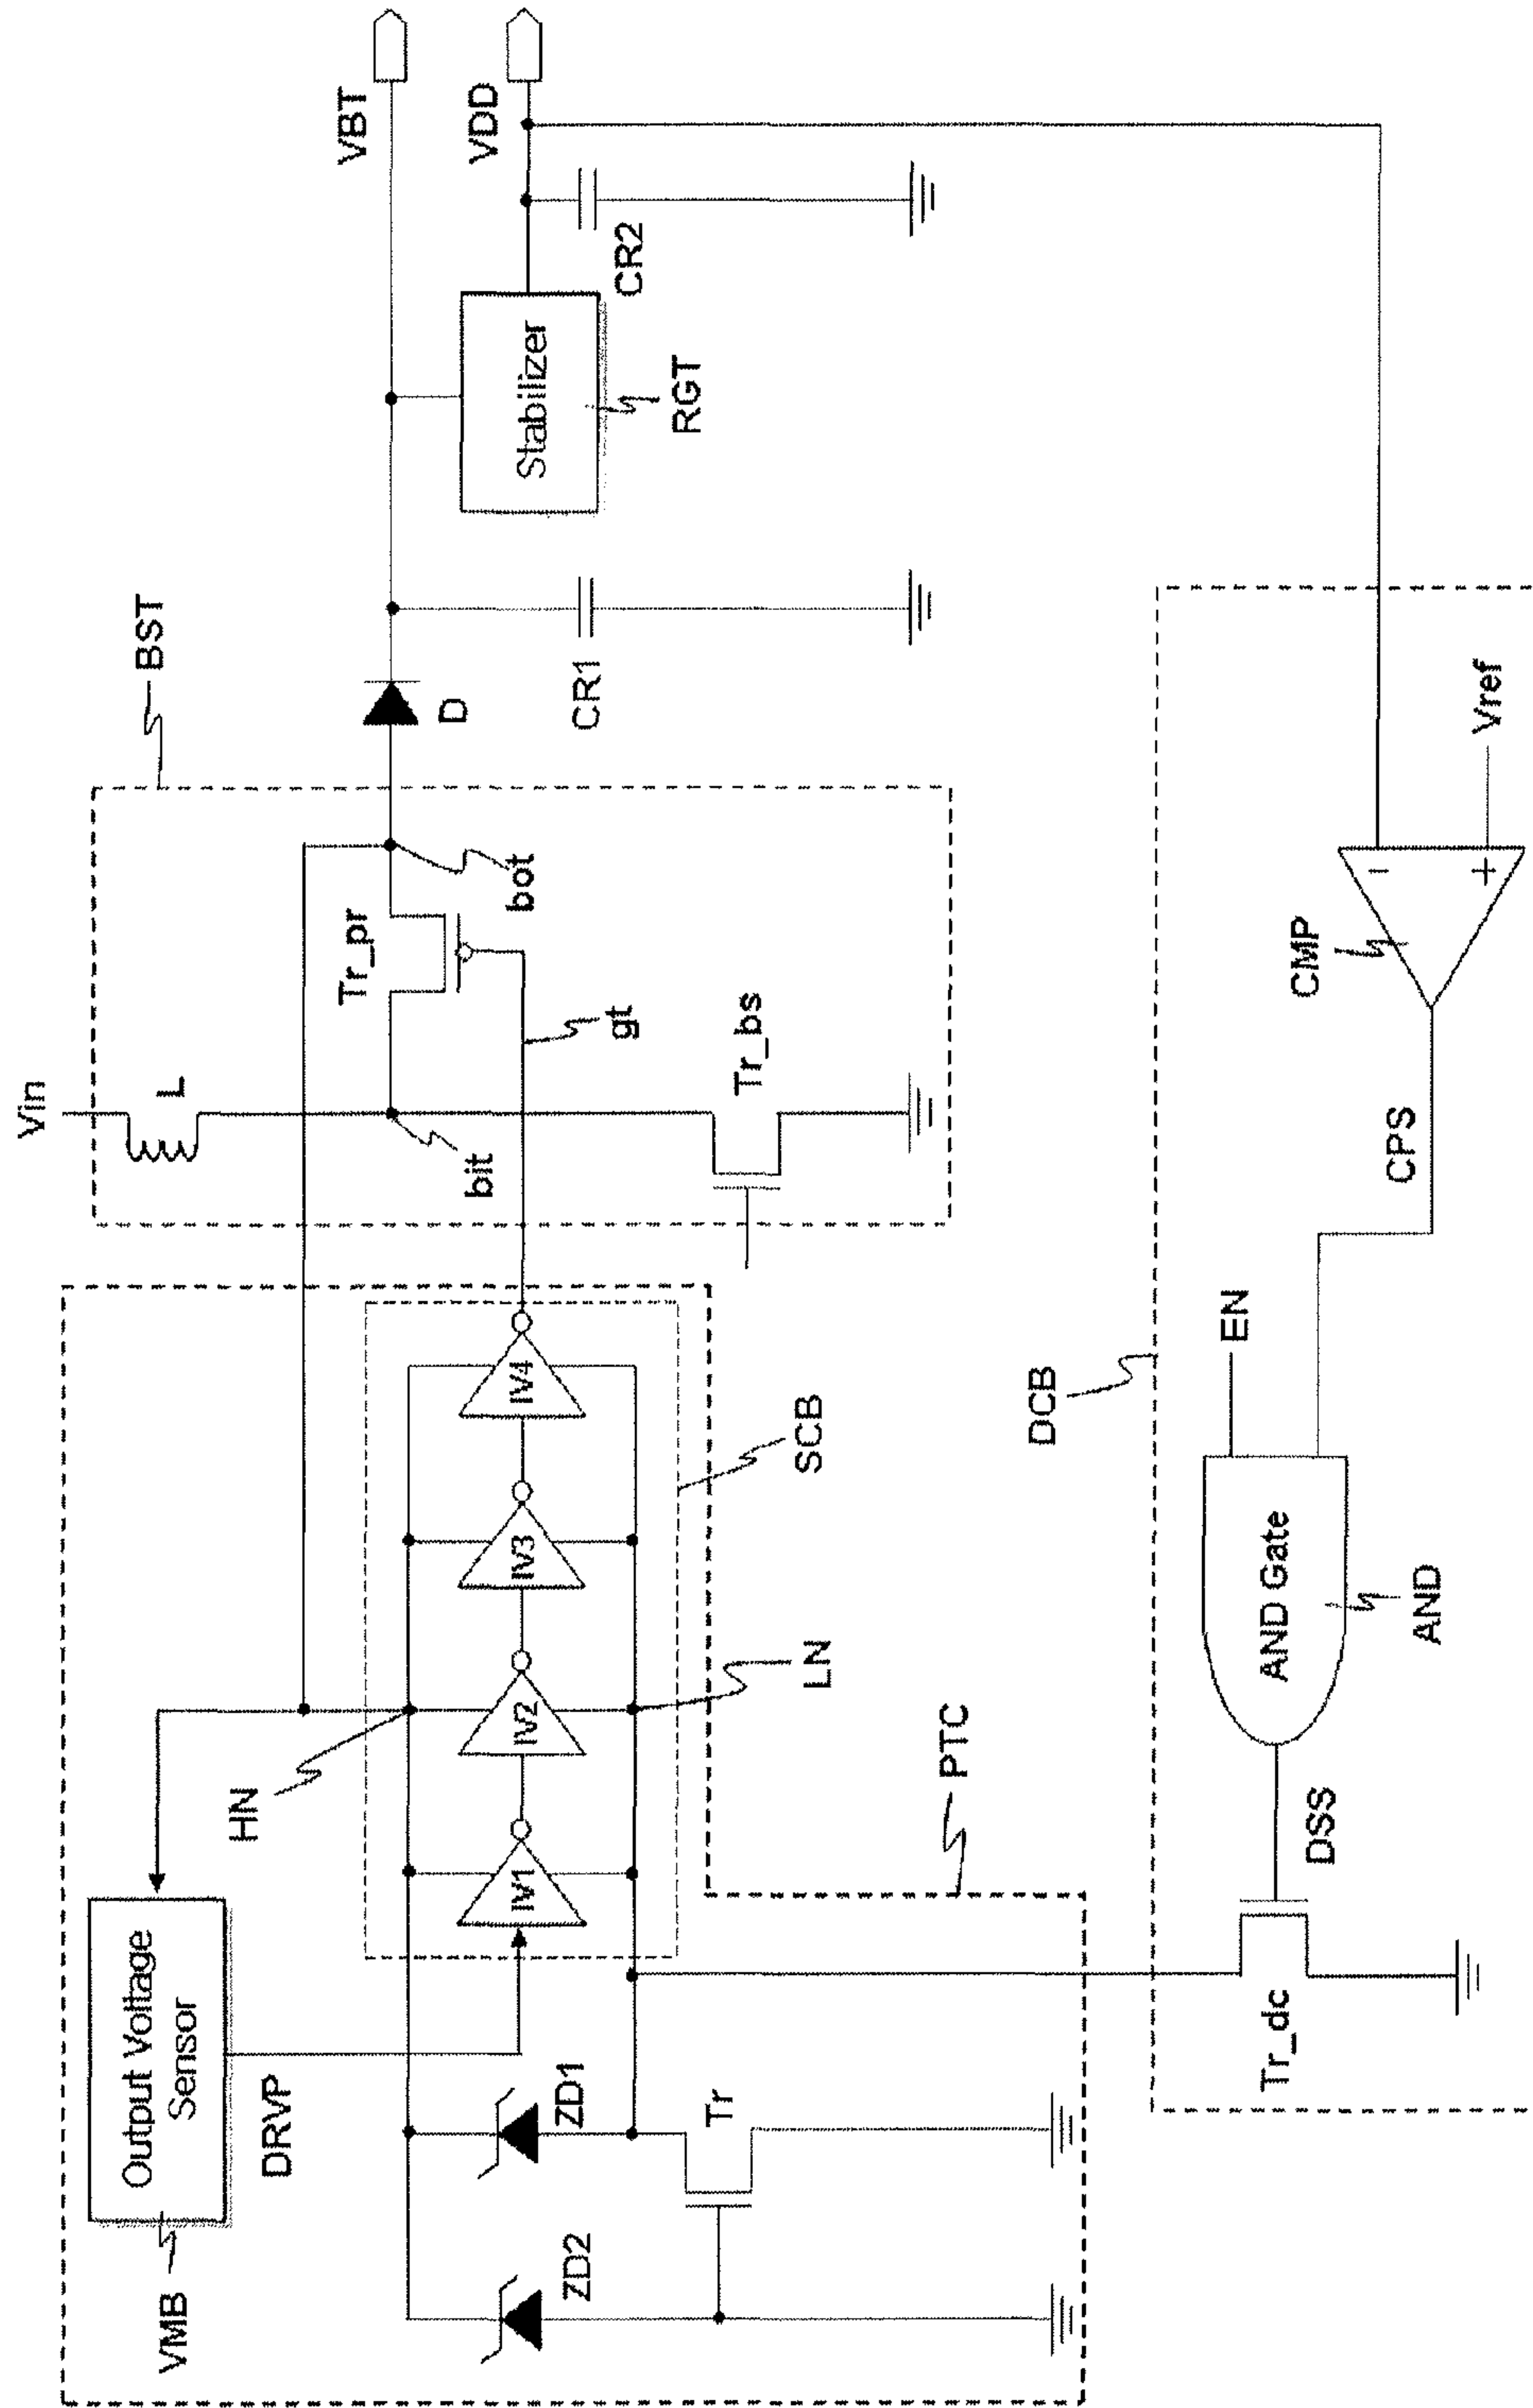 VMB
Output Voltage
Sensor
DRVP
HN
ZD2
ZD1
Tr
IV1
IV2
IV3
IV4
LN
SCB
PTC
Vin
L
bit
Tr_pr
gt
bot
Tr_bs
BST
D
CR1
Stabilizer
RGT
CR2
VBT
VDD
DCB
Tr_dc
DSS
AND Gate
AND
EN
CPS
CMP
-
+
Vref